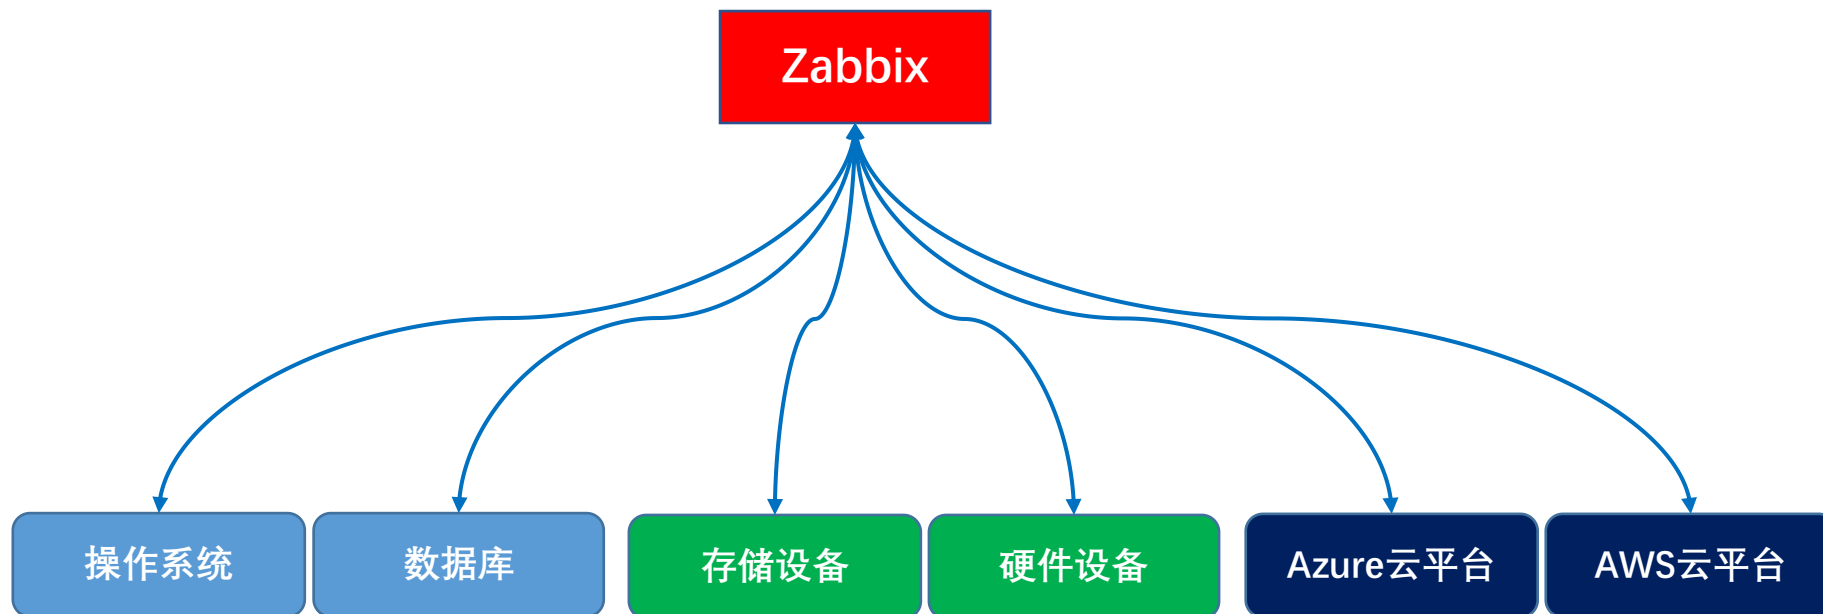 Zabbix
操作系统
数据库
存储设备
硬件设备
Azure云平台
AWS云平台